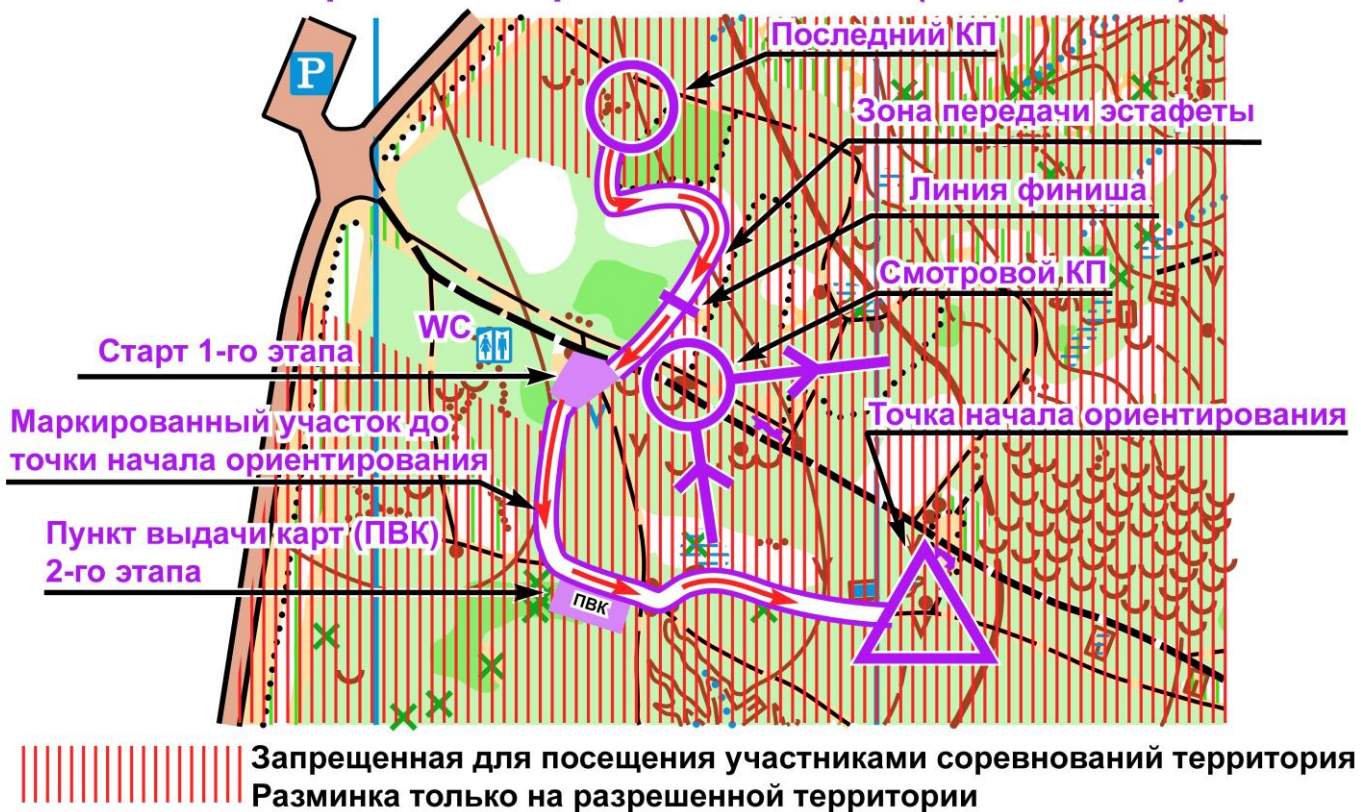 P
Последний КП
Зона передачи эстафеты
Линия финиша
Смотровой КП
WC
Старт 1-го этапа
Точка начала ориентирования
Маркированный участок до
точки начала ориентирования
Пункт выдачи карт (ПВК)
2-го этапа
ПВК
Запрещенная для посещения участниками соревнований территория
Разминка только на разрешенной территории